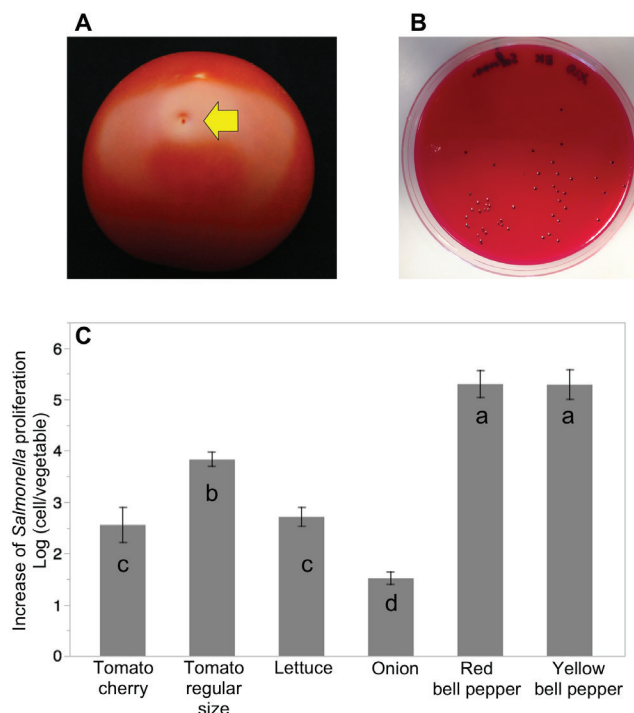 A
B
C
Increase of Salmonella proliferation
Log (cell/vegetable)
6
5
4
3
2
1
0
c
b
c
d
a
a
Tomato
cherry
Tomato
regular
size
Lettuce
Onion
Red
bell pepper
Yellow
bell pepper